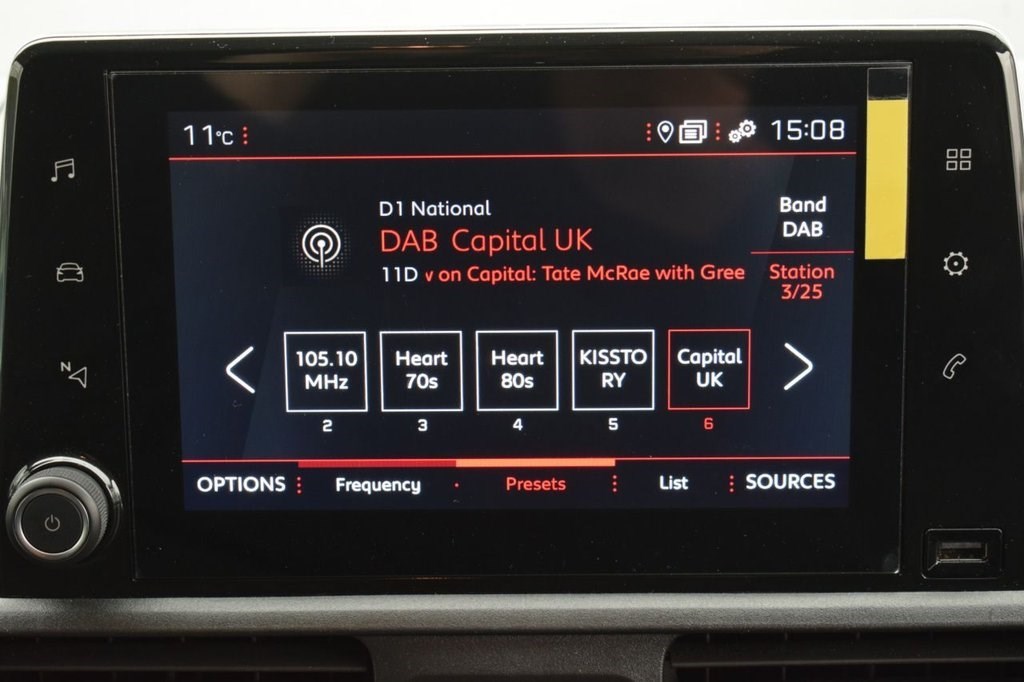 11°C
15:08
D1 National
DAB Capital UK
11D v on Capital: Tate McRae with Gree
Band
DAB
Station
3/25
105.10
MHz
2
Heart
70s
3
Heart
80s
4
KISSTO
RY
5
Capital
UK
6
OPTIONS
Frequency
Presets
List
SOURCES
N